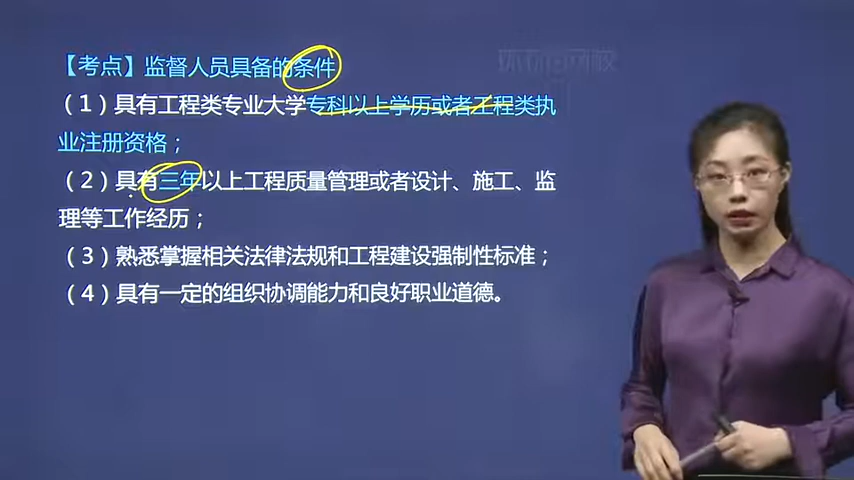 【考点】监督人员具备的条件
环球网校
（1）具有工程类专业大学专科以上学历或者工程类执
业注册资格；
（2）具有三年以上工程质量管理或者设计、施工、监
理等工作经历；
（3）熟悉掌握相关法律法规和工程建设强制性标准；
（4）具有一定的组织协调能力和良好职业道德。